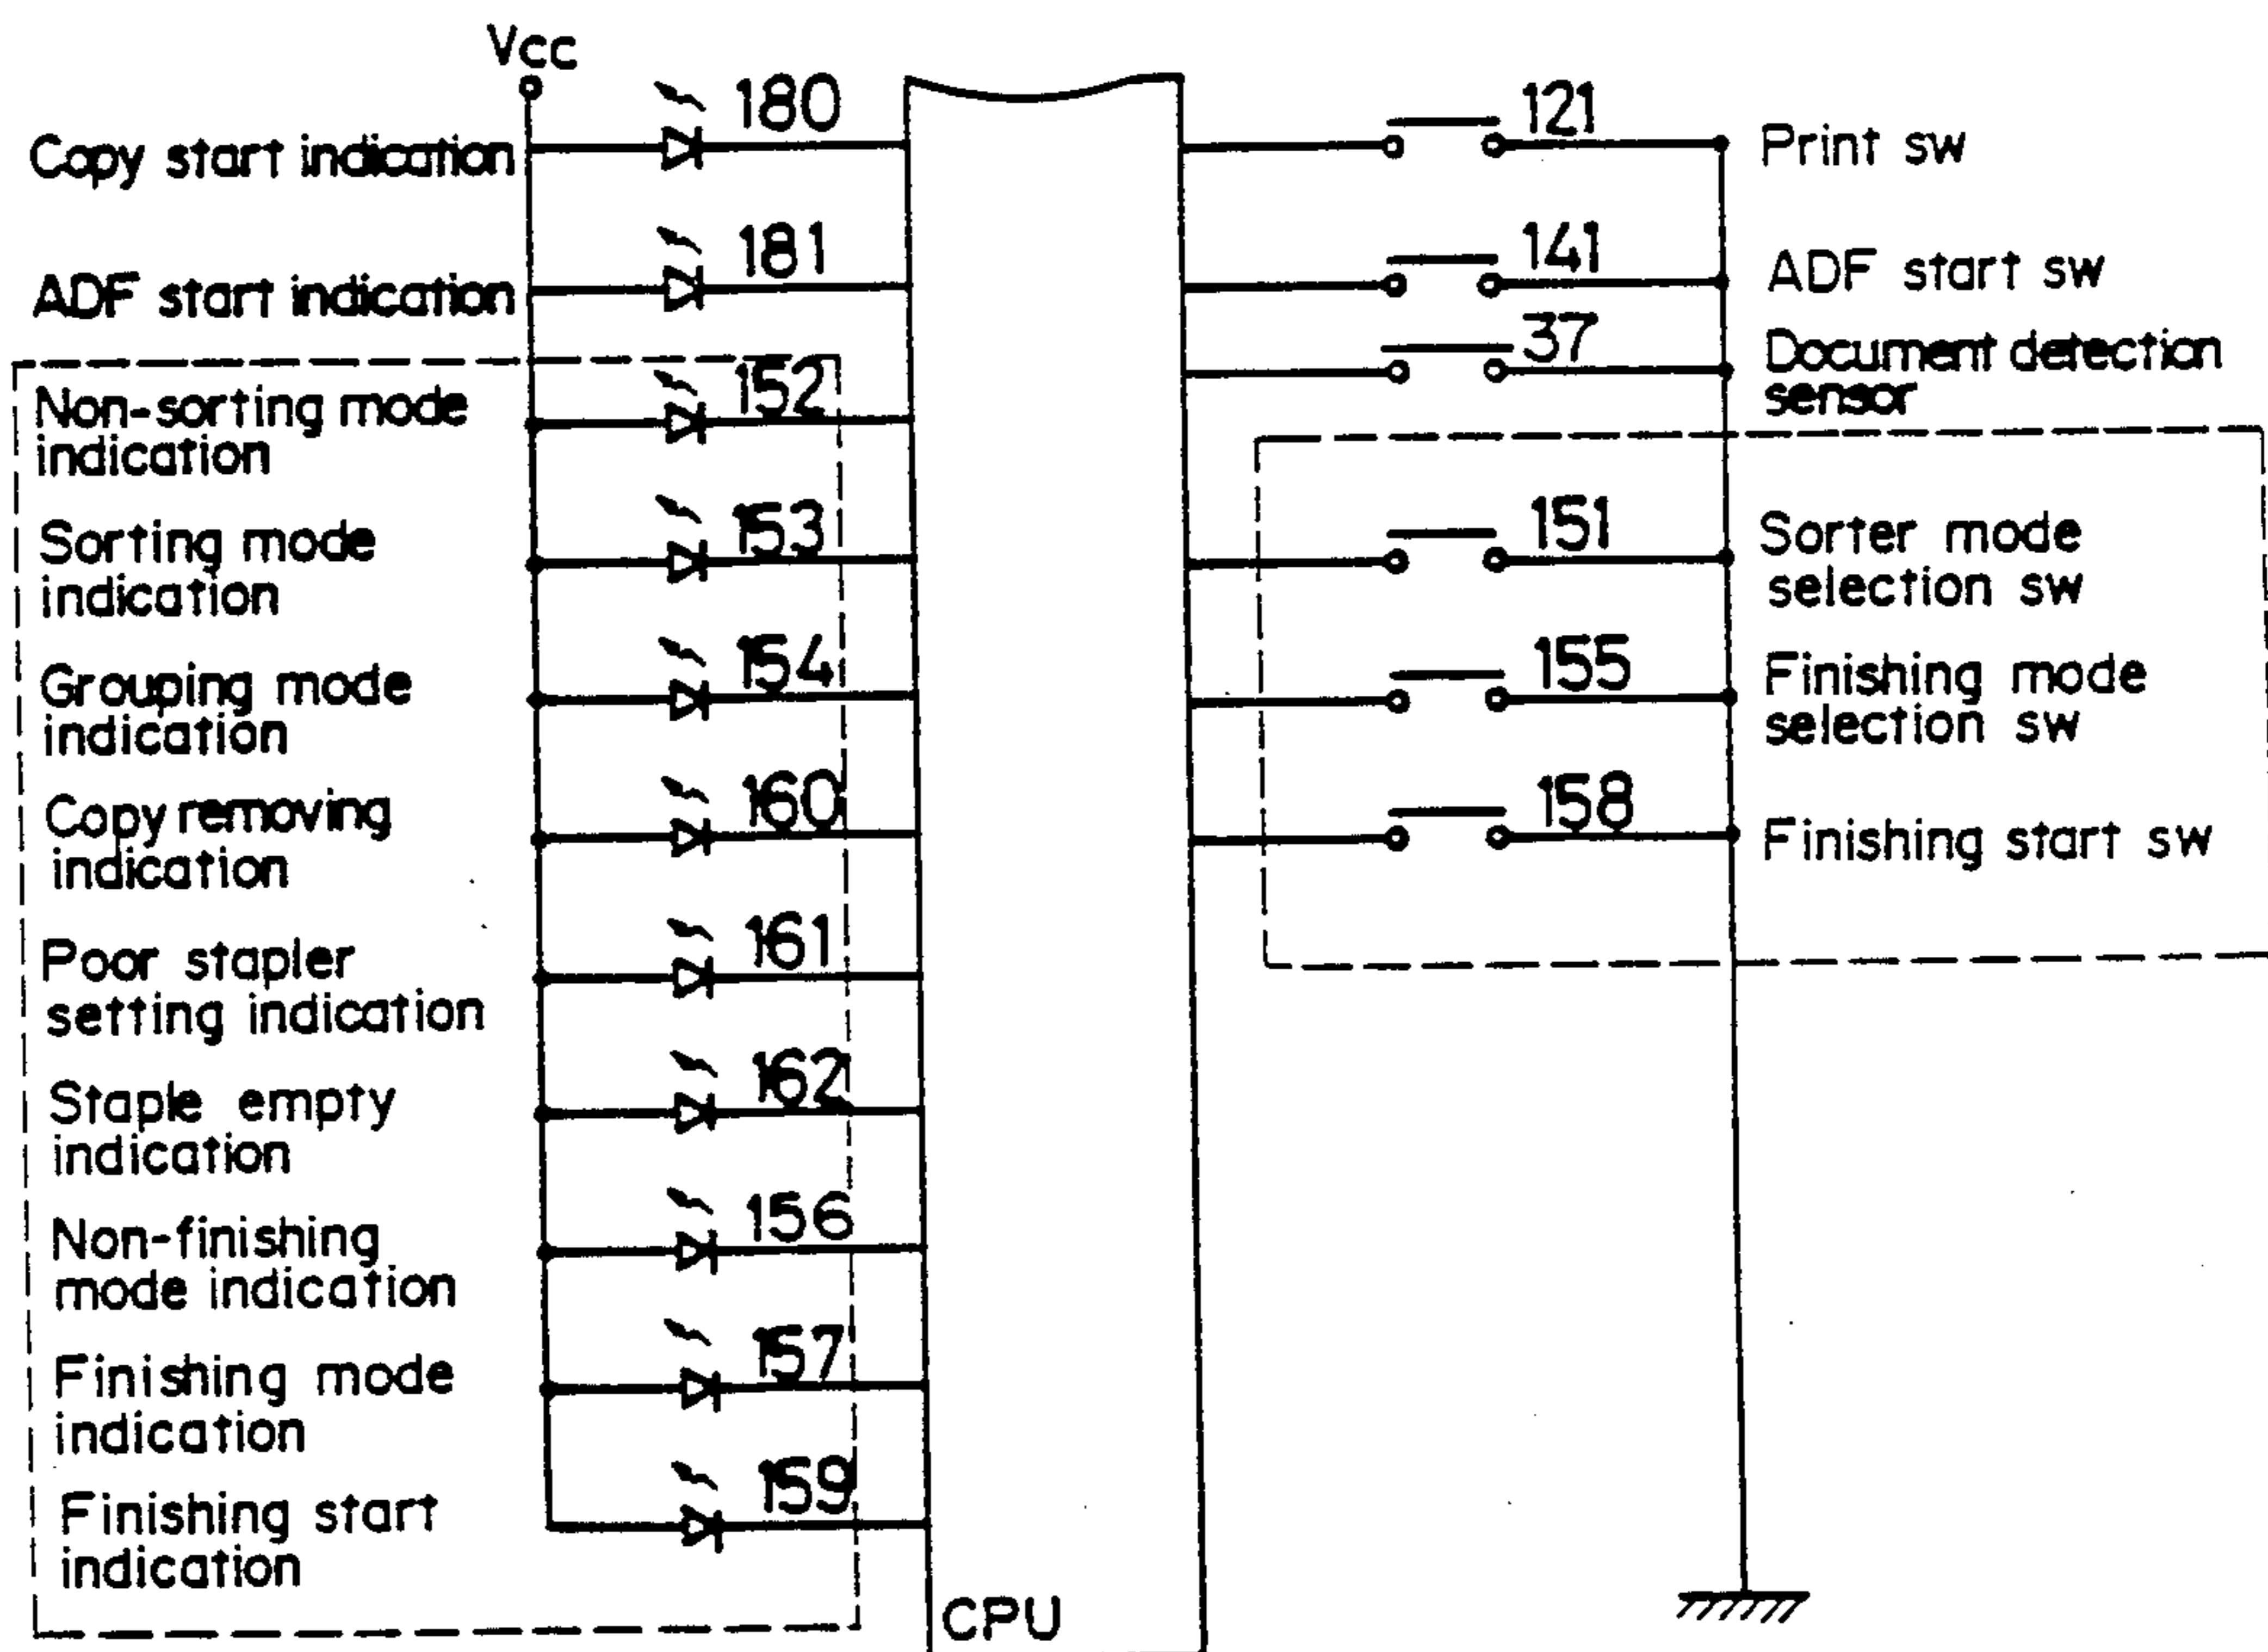 Vcc
Copy start indication
180
ADF start indication
181
Non-sorting mode
indication
152
Sorting mode
indication
153
Grouping mode
indication
154
Copy removing
indication
160
Poor stapler
setting indication
161
Staple empty
indication
162
Non-finishing
mode indication
156
Finishing mode
indication
157
Finishing start
indication
159
CPU
121
Print sw
141
ADF start sw
37
Document detection
sensor
151
Sorter mode
selection sw
155
Finishing mode
selection sw
158
Finishing start sw